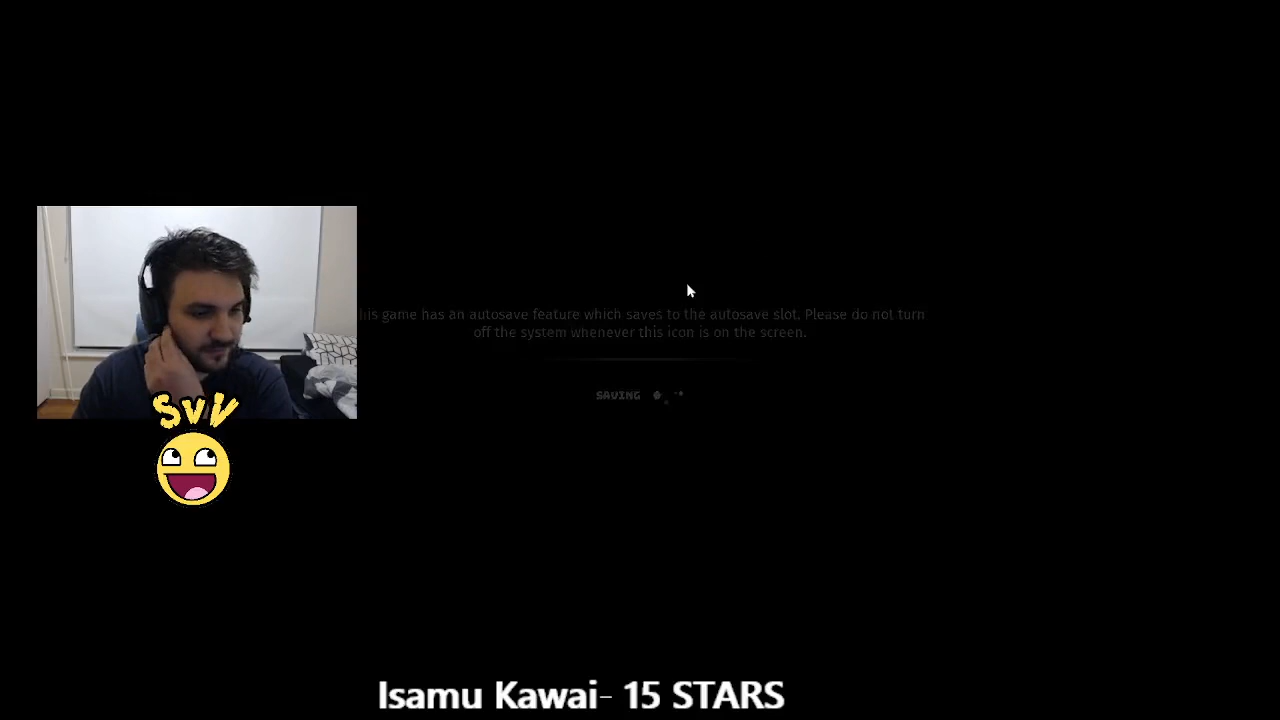 his game has an autosave feature which saves to the autosave slot. Please do not turn
off the system whenever this icon is on the screen.
SAVING
SVV
Isamu Kawai- 15 STARS